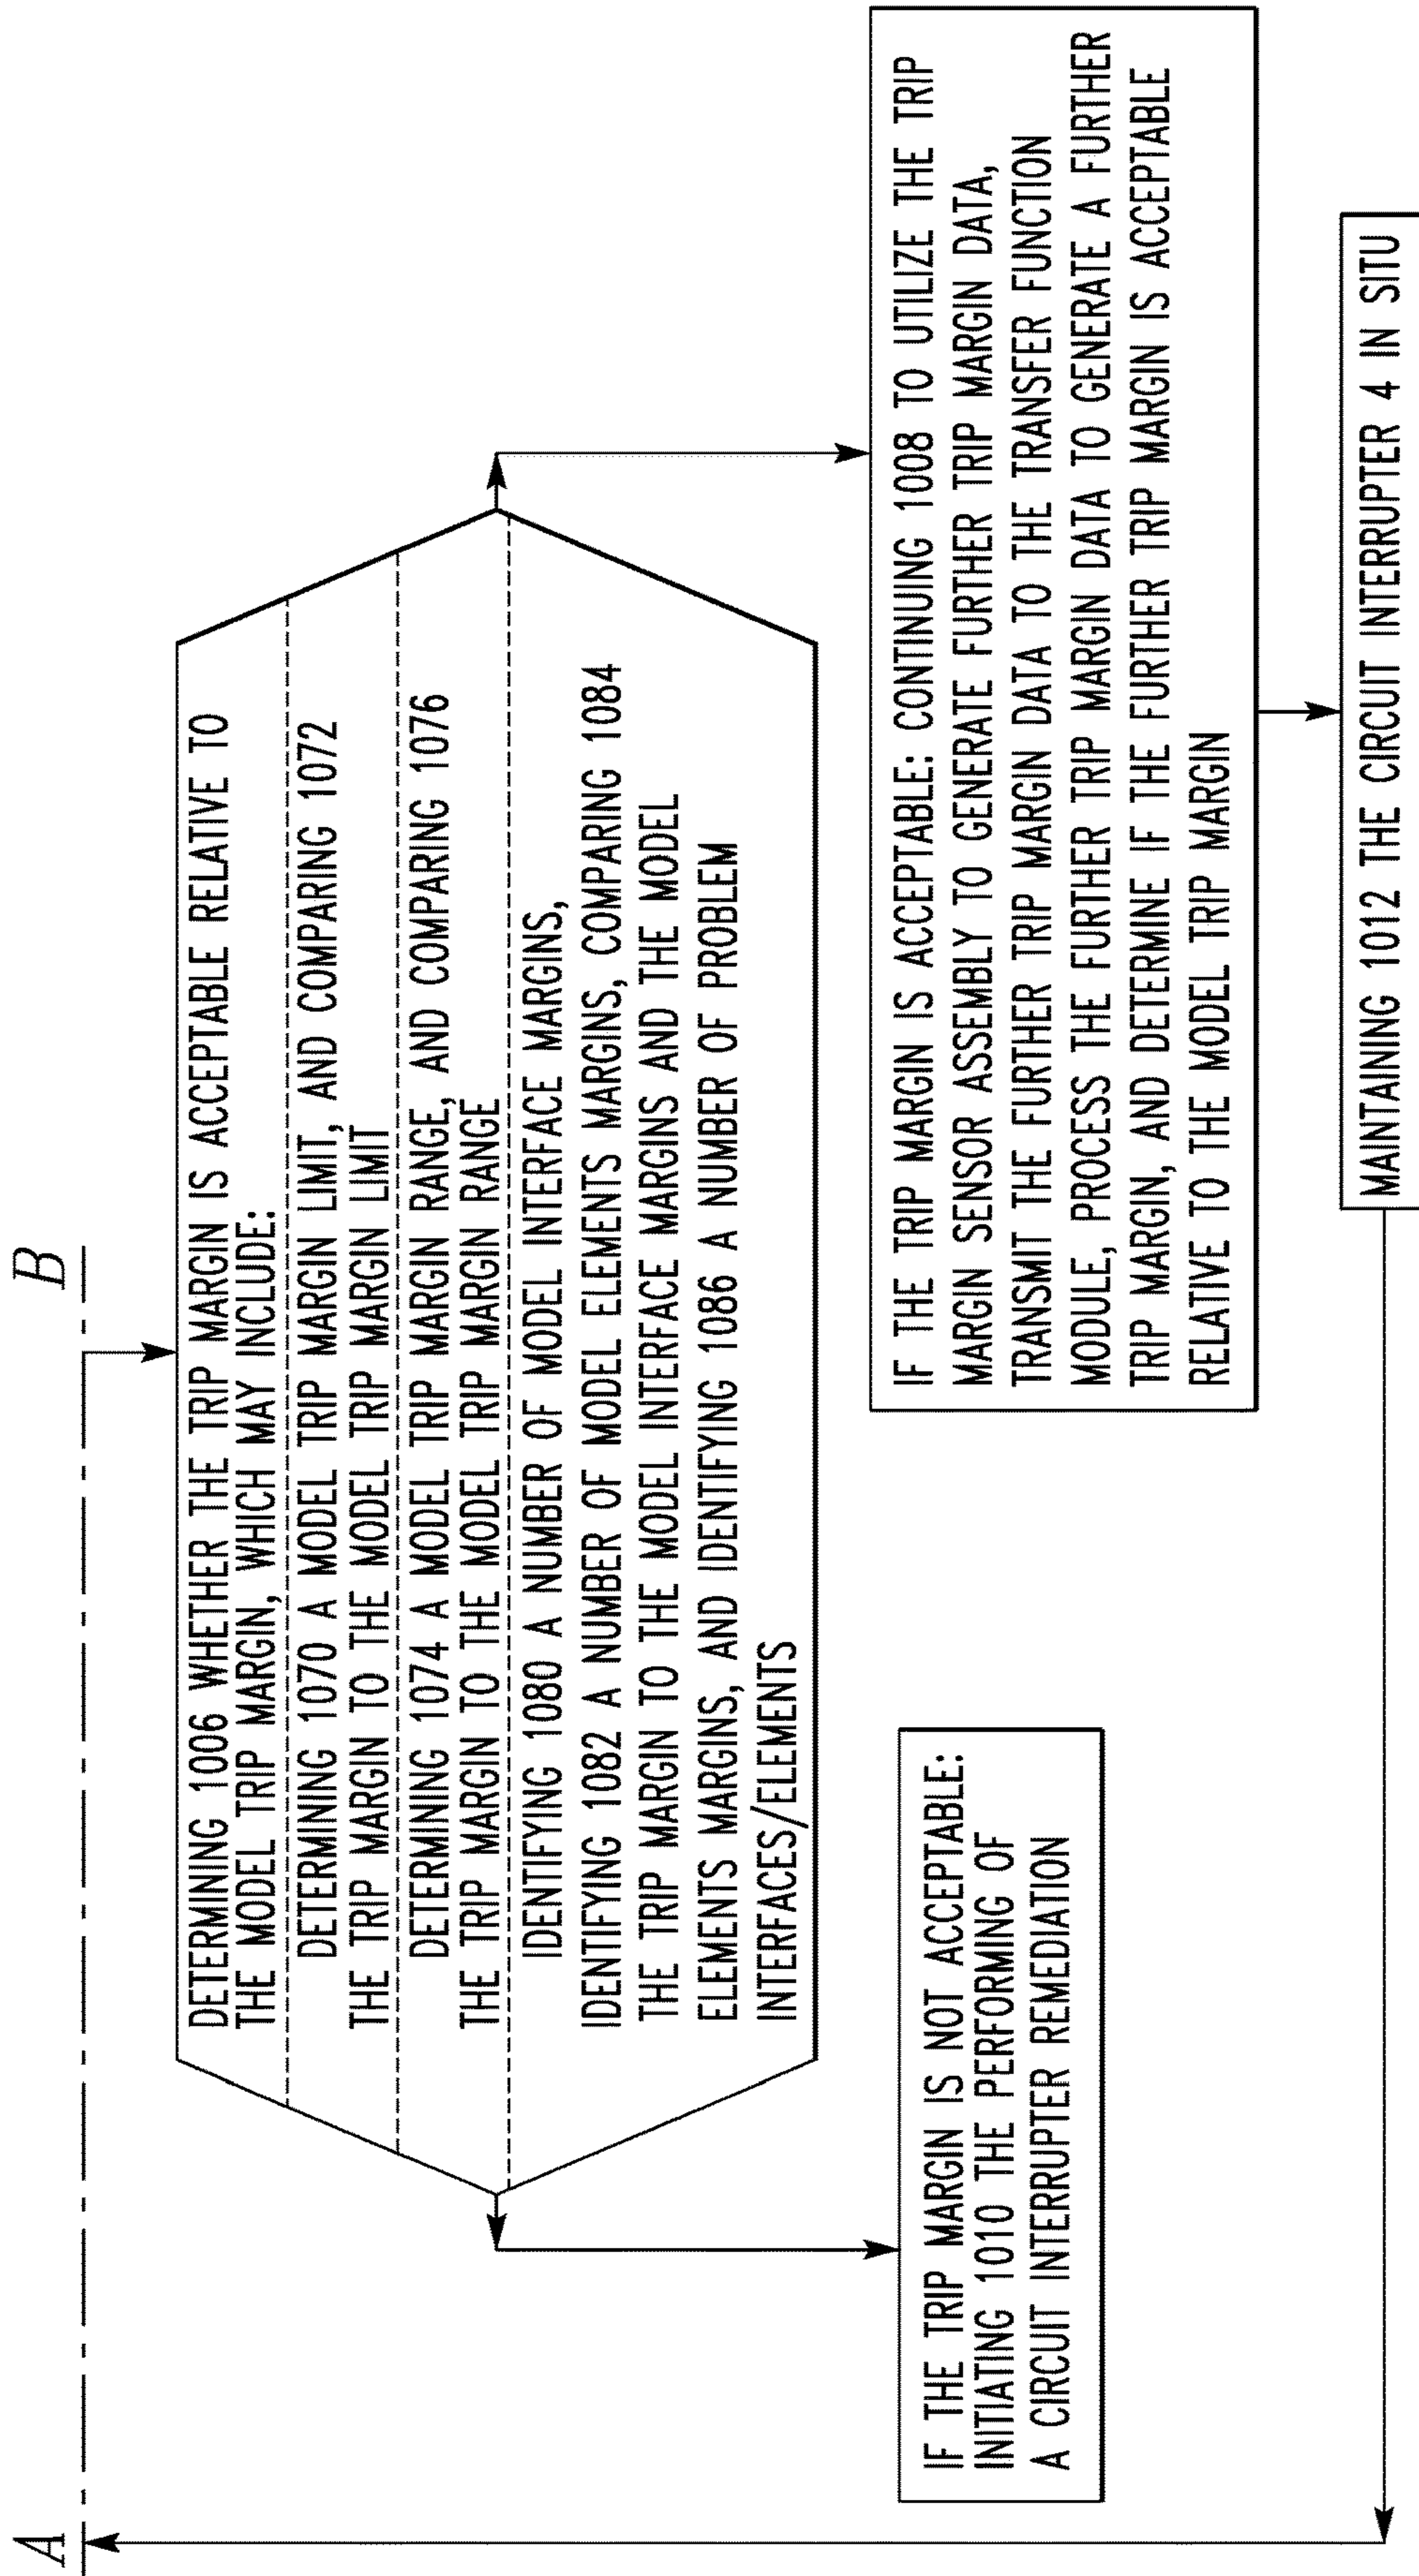 A
B
DETERMINING 1006 WHETHER THE TRIP MARGIN IS ACCEPTABLE RELATIVE TO
THE MODEL TRIP MARGIN, WHICH MAY INCLUDE:
DETERMINING 1070 A MODEL TRIP MARGIN LIMIT, AND COMPARING 1072
THE TRIP MARGIN TO THE MODEL TRIP MARGIN LIMIT
DETERMINING 1074 A MODEL TRIP MARGIN RANGE, AND COMPARING 1076
THE TRIP MARGIN TO THE MODEL TRIP MARGIN RANGE
IDENTIFYING 1080 A NUMBER OF MODEL INTERFACE MARGINS,
IDENTIFYING 1082 A NUMBER OF MODEL ELEMENTS MARGINS, COMPARING 1084
THE TRIP MARGIN TO THE MODEL INTERFACE MARGINS AND THE MODEL
ELEMENTS MARGINS, AND IDENTIFYING 1086 A NUMBER OF PROBLEM
INTERFACES/ELEMENTS
IF THE TRIP MARGIN IS NOT ACCEPTABLE:
INITIATING 1010 THE PERFORMING OF
A CIRCUIT INTERRUPTER REMEDIATION
IF THE TRIP MARGIN IS ACCEPTABLE: CONTINUING 1008 TO UTILIZE THE TRIP
MARGIN SENSOR ASSEMBLY TO GENERATE FURTHER TRIP MARGIN DATA,
TRANSMIT THE FURTHER TRIP MARGIN DATA TO THE TRANSFER FUNCTION
MODULE, PROCESS THE FURTHER TRIP MARGIN DATA TO GENERATE A FURTHER
TRIP MARGIN, AND DETERMINE IF THE FURTHER TRIP MARGIN IS ACCEPTABLE
RELATIVE TO THE MODEL TRIP MARGIN
MAINTAINING 1012 THE CIRCUIT INTERRUPTER 4 IN SITU